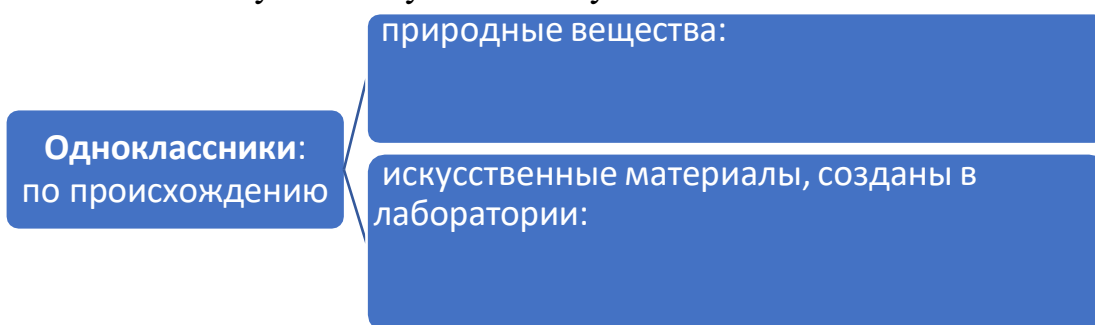 природные вещества:
Одноклассники:
по происхождению
искусственные материалы, созданы в
лаборатории: